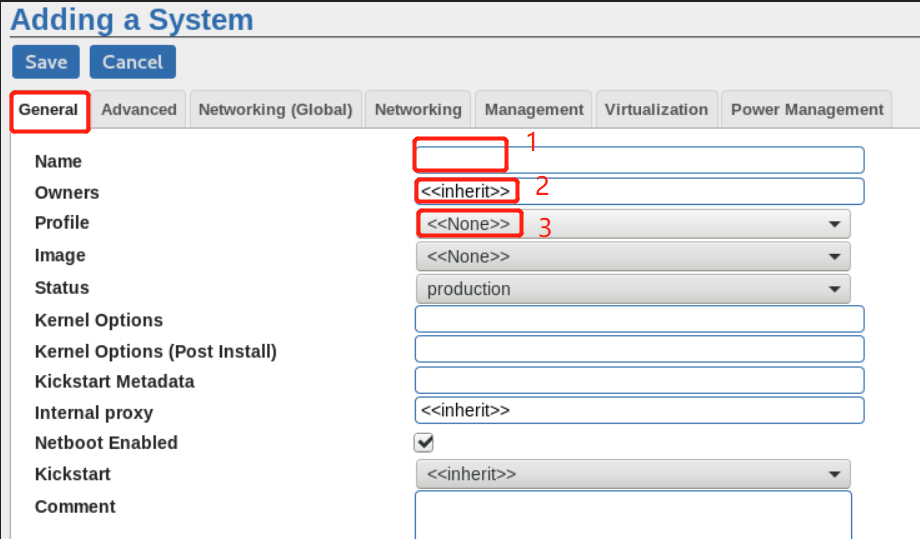 Adding a System
Save Cancel
General Advanced Networking (Global) Networking Management Virtualization Power Management
Name 1
Owners <<inherit>> 2
Profile <<None>> 3
Image <<None>>
Status production
Kernel Options
Kernel Options (Post Install)
Kickstart Metadata
Internal proxy <<inherit>>
Netboot Enabled
Kickstart <<inherit>>
Comment